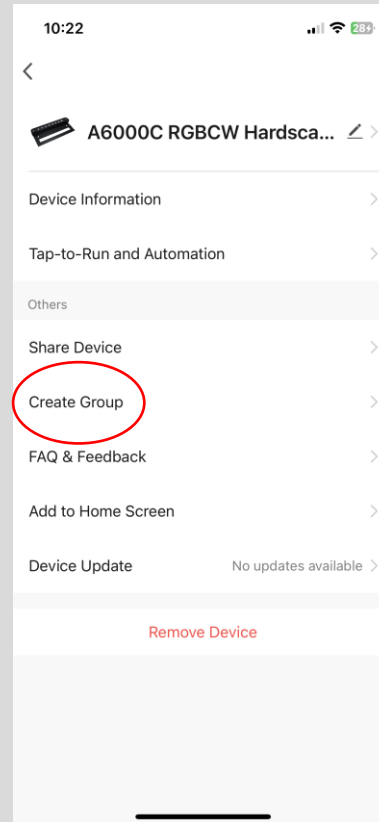 10:22
28
A6000C RGBCW Hardsca...
Device Information
Tap-to-Run and Automation
Others
Share Device
Create Group
FAQ & Feedback
Add to Home Screen
Device Update No updates available
Remove Device